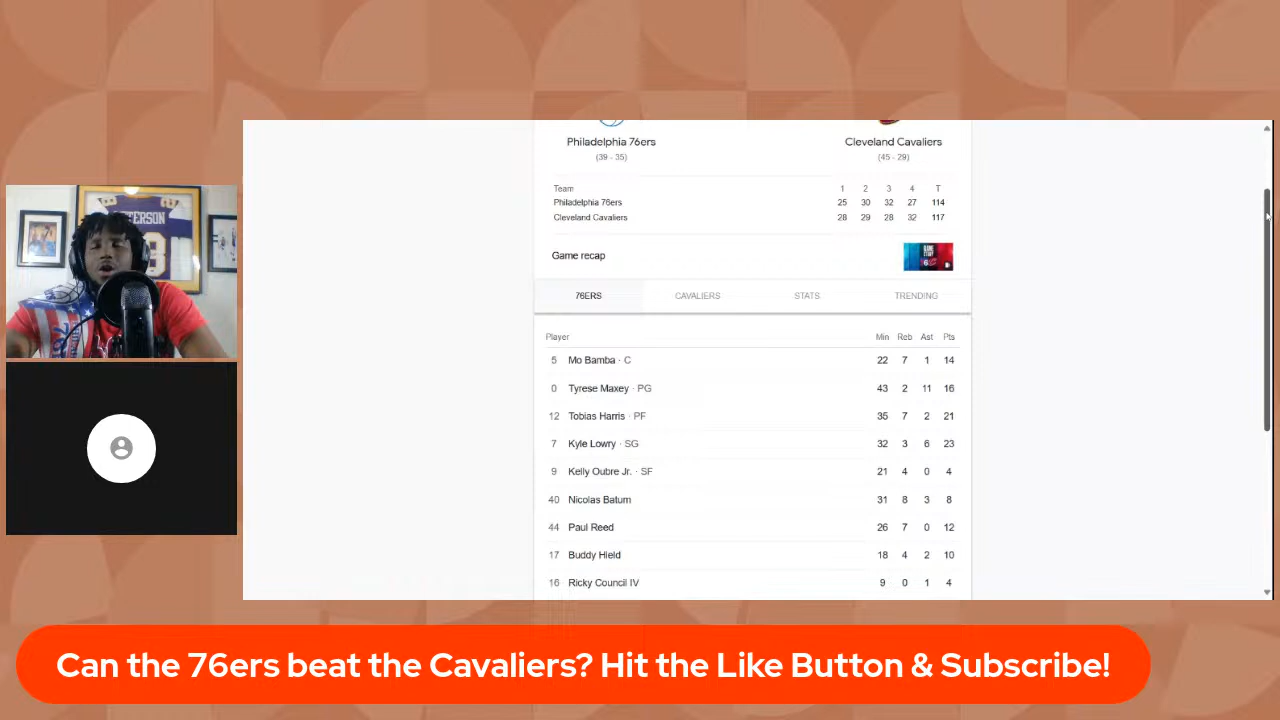 Philadelphia 76ers
(39 - 35)
Cleveland Cavaliers
(45 - 29)
Team 1 2 3 4 T
Philadelphia 76ers 25 30 32 27 114
Cleveland Cavaliers 28 29 28 32 117
Game recap
76ERS CAVALIERS STATS TRENDING
Player Min Reb Ast Pts
5 Mo Bamba · C 22 7 1 14
0 Tyrese Maxey · PG 43 2 11 16
12 Tobias Harris · PF 35 7 2 21
7 Kyle Lowry · SG 32 3 6 23
9 Kelly Oubre Jr. · SF 21 4 0 4
40 Nicolas Batum 31 8 3 8
44 Paul Reed 26 7 0 12
17 Buddy Hield 18 4 2 10
16 Ricky Council IV 9 0 1 4
Can the 76ers beat the Cavaliers? Hit the Like Button & Subscribe!